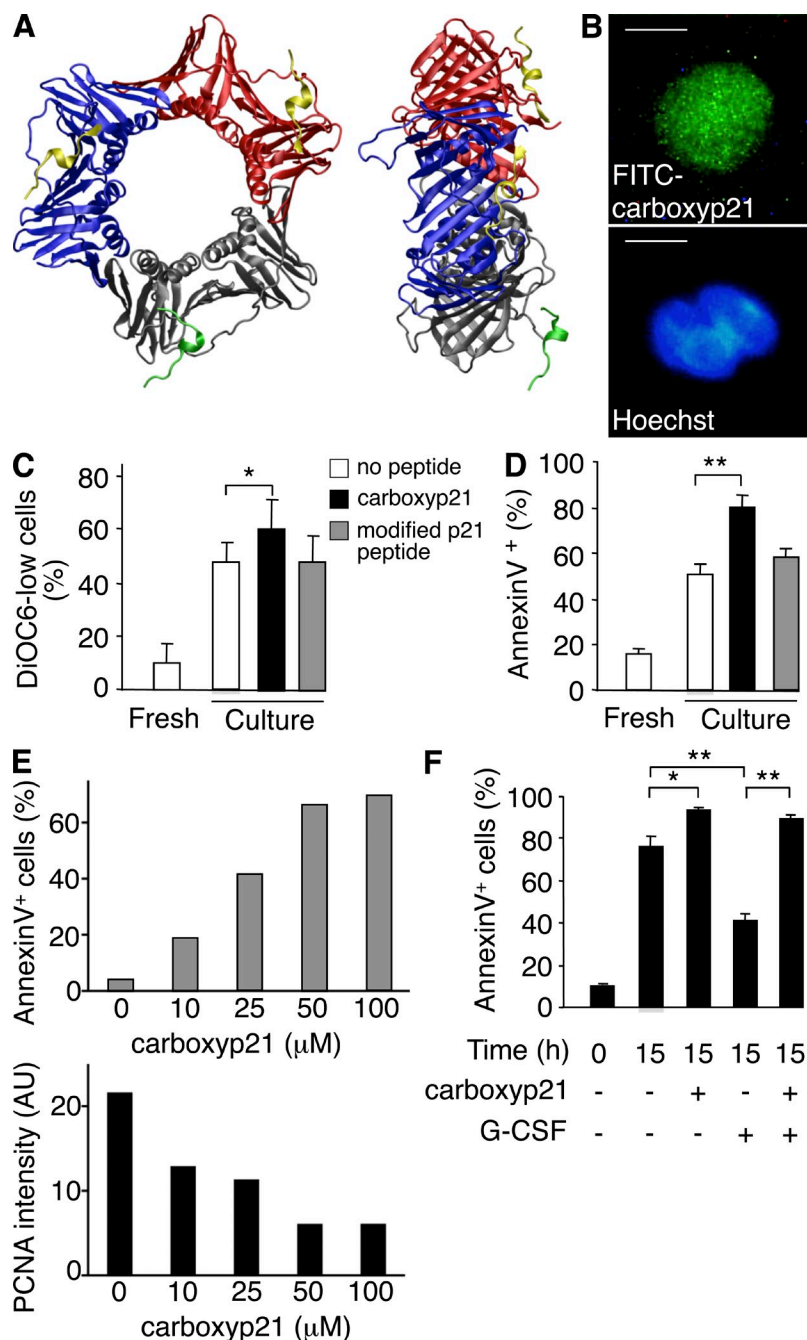 A
B
FITC-
carboxyp21
Hoechst
C
DiOC6-low cells
(%)
80
60
40
20
0
*
Fresh
Culture
no peptide
carboxyp21
modified p21
peptide
D
AnnexinV + (%)
100
80
60
40
20
0
**
Fresh
Culture
E
AnnexinV+ cells (%)
60
40
20
0
0 10 25 50 100
carboxyp21 (µM)
PCNA intensity (AU)
20
10
0
0 10 25 50 100
carboxyp21 (µM)
F
AnnexinV+ cells (%)
100
80
60
40
20
0
**
* **
Time (h) 0 15 15 15 15
carboxyp21 - - + - +
G-CSF - - - + +